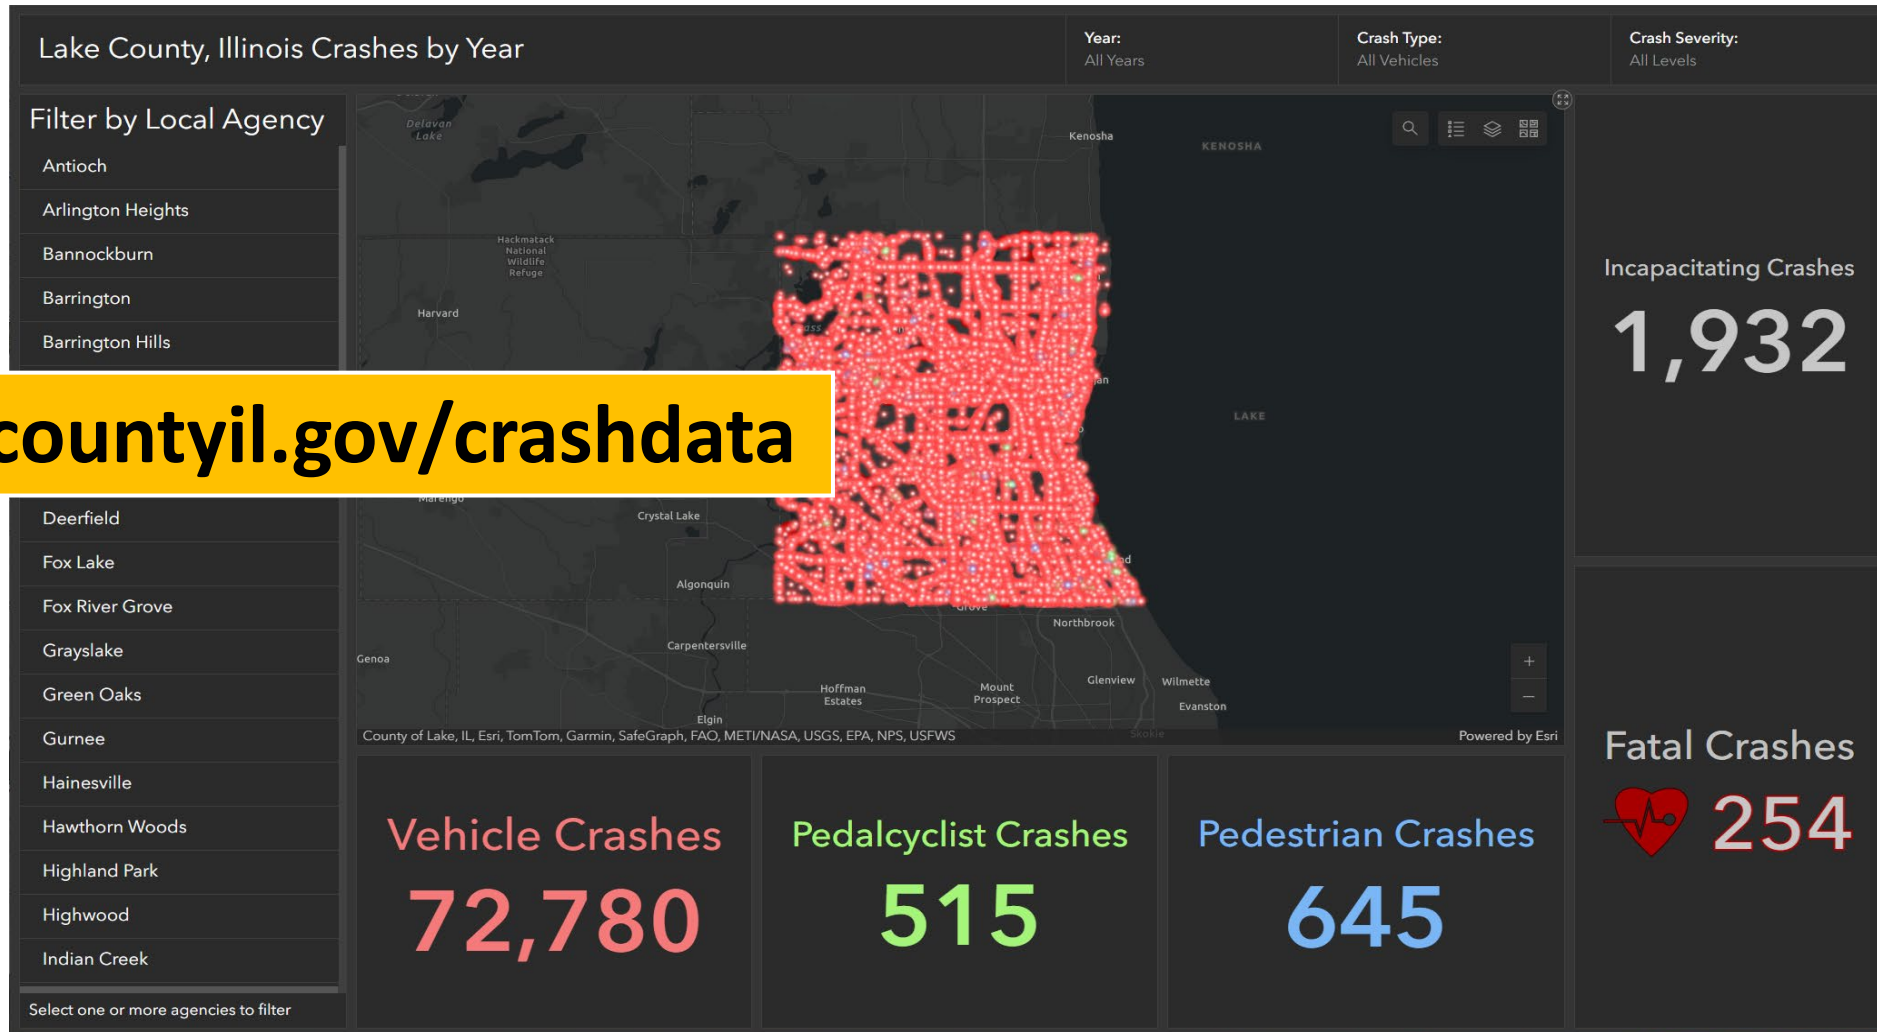 Lake County, Illinois Crashes by Year
Year:
All Years
Crash Type:
All Vehicles
Crash Severity:
All Levels
Filter by Local Agency
Antioch
Arlington Heights
Bannockburn
Barrington
Barrington Hills
countyil.gov/crashdata
Deerfield
Fox Lake
Fox River Grove
Grayslake
Green Oaks
Gurnee
Hainesville
Hawthorn Woods
Highland Park
Highwood
Indian Creek
Select one or more agencies to filter
Delavan
Lake
Kenosha
KENOSHA
Hackmatack
National
Wildlife
Refuge
Harvard
LAKE
Marengo
Crystal Lake
Algonquin
Grove
Northbrook
Carpentersville
Genoa
Hoffman
Estates
Mount
Prospect
Glenview
Wilmette
Evanston
Elgin
Skokie
County of Lake, IL, Esri, TomTom, Garmin, SafeGraph, FAO, METI/NASA, USGS, EPA, NPS, USFWS
Powered by Esri
Incapacitating Crashes
1,932
Fatal Crashes
254
Vehicle Crashes
72,780
Pedalcyclist Crashes
515
Pedestrian Crashes
645